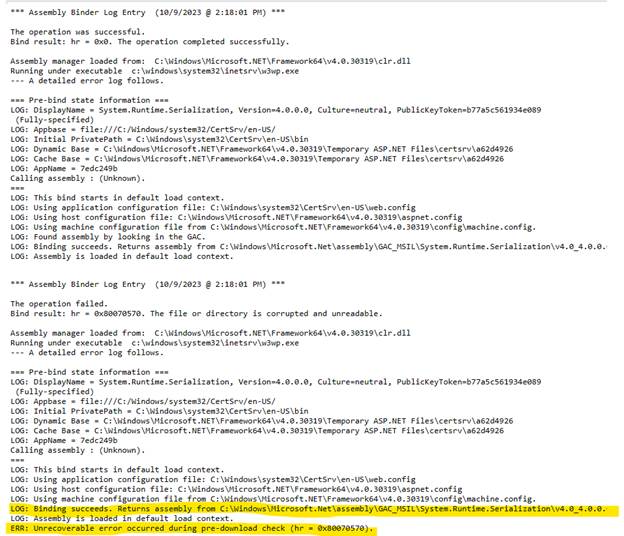 *** Assembly Binder Log Entry  (10/9/2023 @ 2:18:01 PM) ***
The operation was successful.
Bind result: hr = 0x0. The operation completed successfully.
Assembly manager loaded from:  C:\Windows\Microsoft.NET\Framework64\v4.0.30319\clr.dll
Running under executable  c:\windows\system32\inetsrv\w3wp.exe
--- A detailed error log follows.
=== Pre-bind state information ===
LOG: DisplayName = System.Runtime.Serialization, Version=4.0.0.0, Culture=neutral, PublicKeyToken=b77a5c561934e089
(Fully-specified)
LOG: Appbase = file:///C:/Windows/system32/CertSrv/en-US/
LOG: Initial PrivatePath = C:\Windows\system32\CertSrv\en-US\bin
LOG: Dynamic Base = C:\Windows\Microsoft.NET\Framework64\v4.0.30319\Temporary ASP.NET Files\certsrv\a62d4926
LOG: Cache Base = C:\Windows\Microsoft.NET\Framework64\v4.0.30319\Temporary ASP.NET Files\certsrv\a62d4926
LOG: AppName = 7edc249b
Calling assembly : (Unknown).
===
LOG: This bind starts in default load context.
LOG: Using application configuration file: C:\Windows\system32\CertSrv\en-US\web.config
LOG: Using host configuration file: C:\Windows\Microsoft.NET\Framework64\v4.0.30319\aspnet.config
LOG: Using machine configuration file from C:\Windows\Microsoft.NET\Framework64\v4.0.30319\config\machine.config.
LOG: Found assembly by looking in the GAC.
LOG: Binding succeeds. Returns assembly from C:\Windows\Microsoft.Net\assembly\GAC_MSIL\System.Runtime.Serialization\v4.0_4.0.0.
LOG: Assembly is loaded in default load context.
*** Assembly Binder Log Entry  (10/9/2023 @ 2:18:01 PM) ***
The operation failed.
Bind result: hr = 0x80070570. The file or directory is corrupted and unreadable.
Assembly manager loaded from:  C:\Windows\Microsoft.NET\Framework64\v4.0.30319\clr.dll
Running under executable  c:\windows\system32\inetsrv\w3wp.exe
--- A detailed error log follows.
=== Pre-bind state information ===
LOG: DisplayName = System.Runtime.Serialization, Version=4.0.0.0, Culture=neutral, PublicKeyToken=b77a5c561934e089
(Fully-specified)
LOG: Appbase = file:///C:/Windows/system32/CertSrv/en-US/
LOG: Initial PrivatePath = C:\Windows\system32\CertSrv\en-US\bin
LOG: Dynamic Base = C:\Windows\Microsoft.NET\Framework64\v4.0.30319\Temporary ASP.NET Files\certsrv\a62d4926
LOG: Cache Base = C:\Windows\Microsoft.NET\Framework64\v4.0.30319\Temporary ASP.NET Files\certsrv\a62d4926
LOG: AppName = 7edc249b
Calling assembly : (Unknown).
===
LOG: This bind starts in default load context.
LOG: Using application configuration file: C:\Windows\system32\CertSrv\en-US\web.config
LOG: Using host configuration file: C:\Windows\Microsoft.NET\Framework64\v4.0.30319\aspnet.config
LOG: Using machine configuration file from C:\Windows\Microsoft.NET\Framework64\v4.0.30319\config\machine.config.
LOG: Binding succeeds. Returns assembly from C:\Windows\Microsoft.Net\assembly\GAC_MSIL\System.Runtime.Serialization\v4.0_4.0.0.
LOG: Assembly is loaded in default load context.
ERR: Unrecoverable error occurred during pre-download check (hr = 0x80070570).